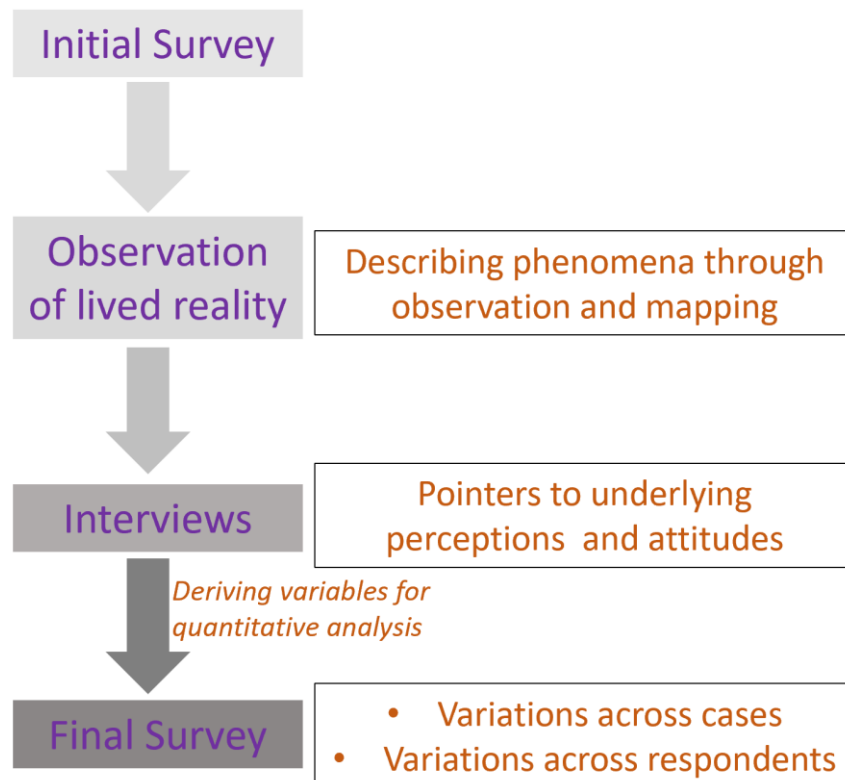 Initial Survey
Observation
of lived reality
Describing phenomena through
observation and mapping
Interviews
Pointers to underlying
perceptions  and attitudes
Deriving variables for
quantitative analysis
Final Survey
• Variations across cases
• Variations across respondents